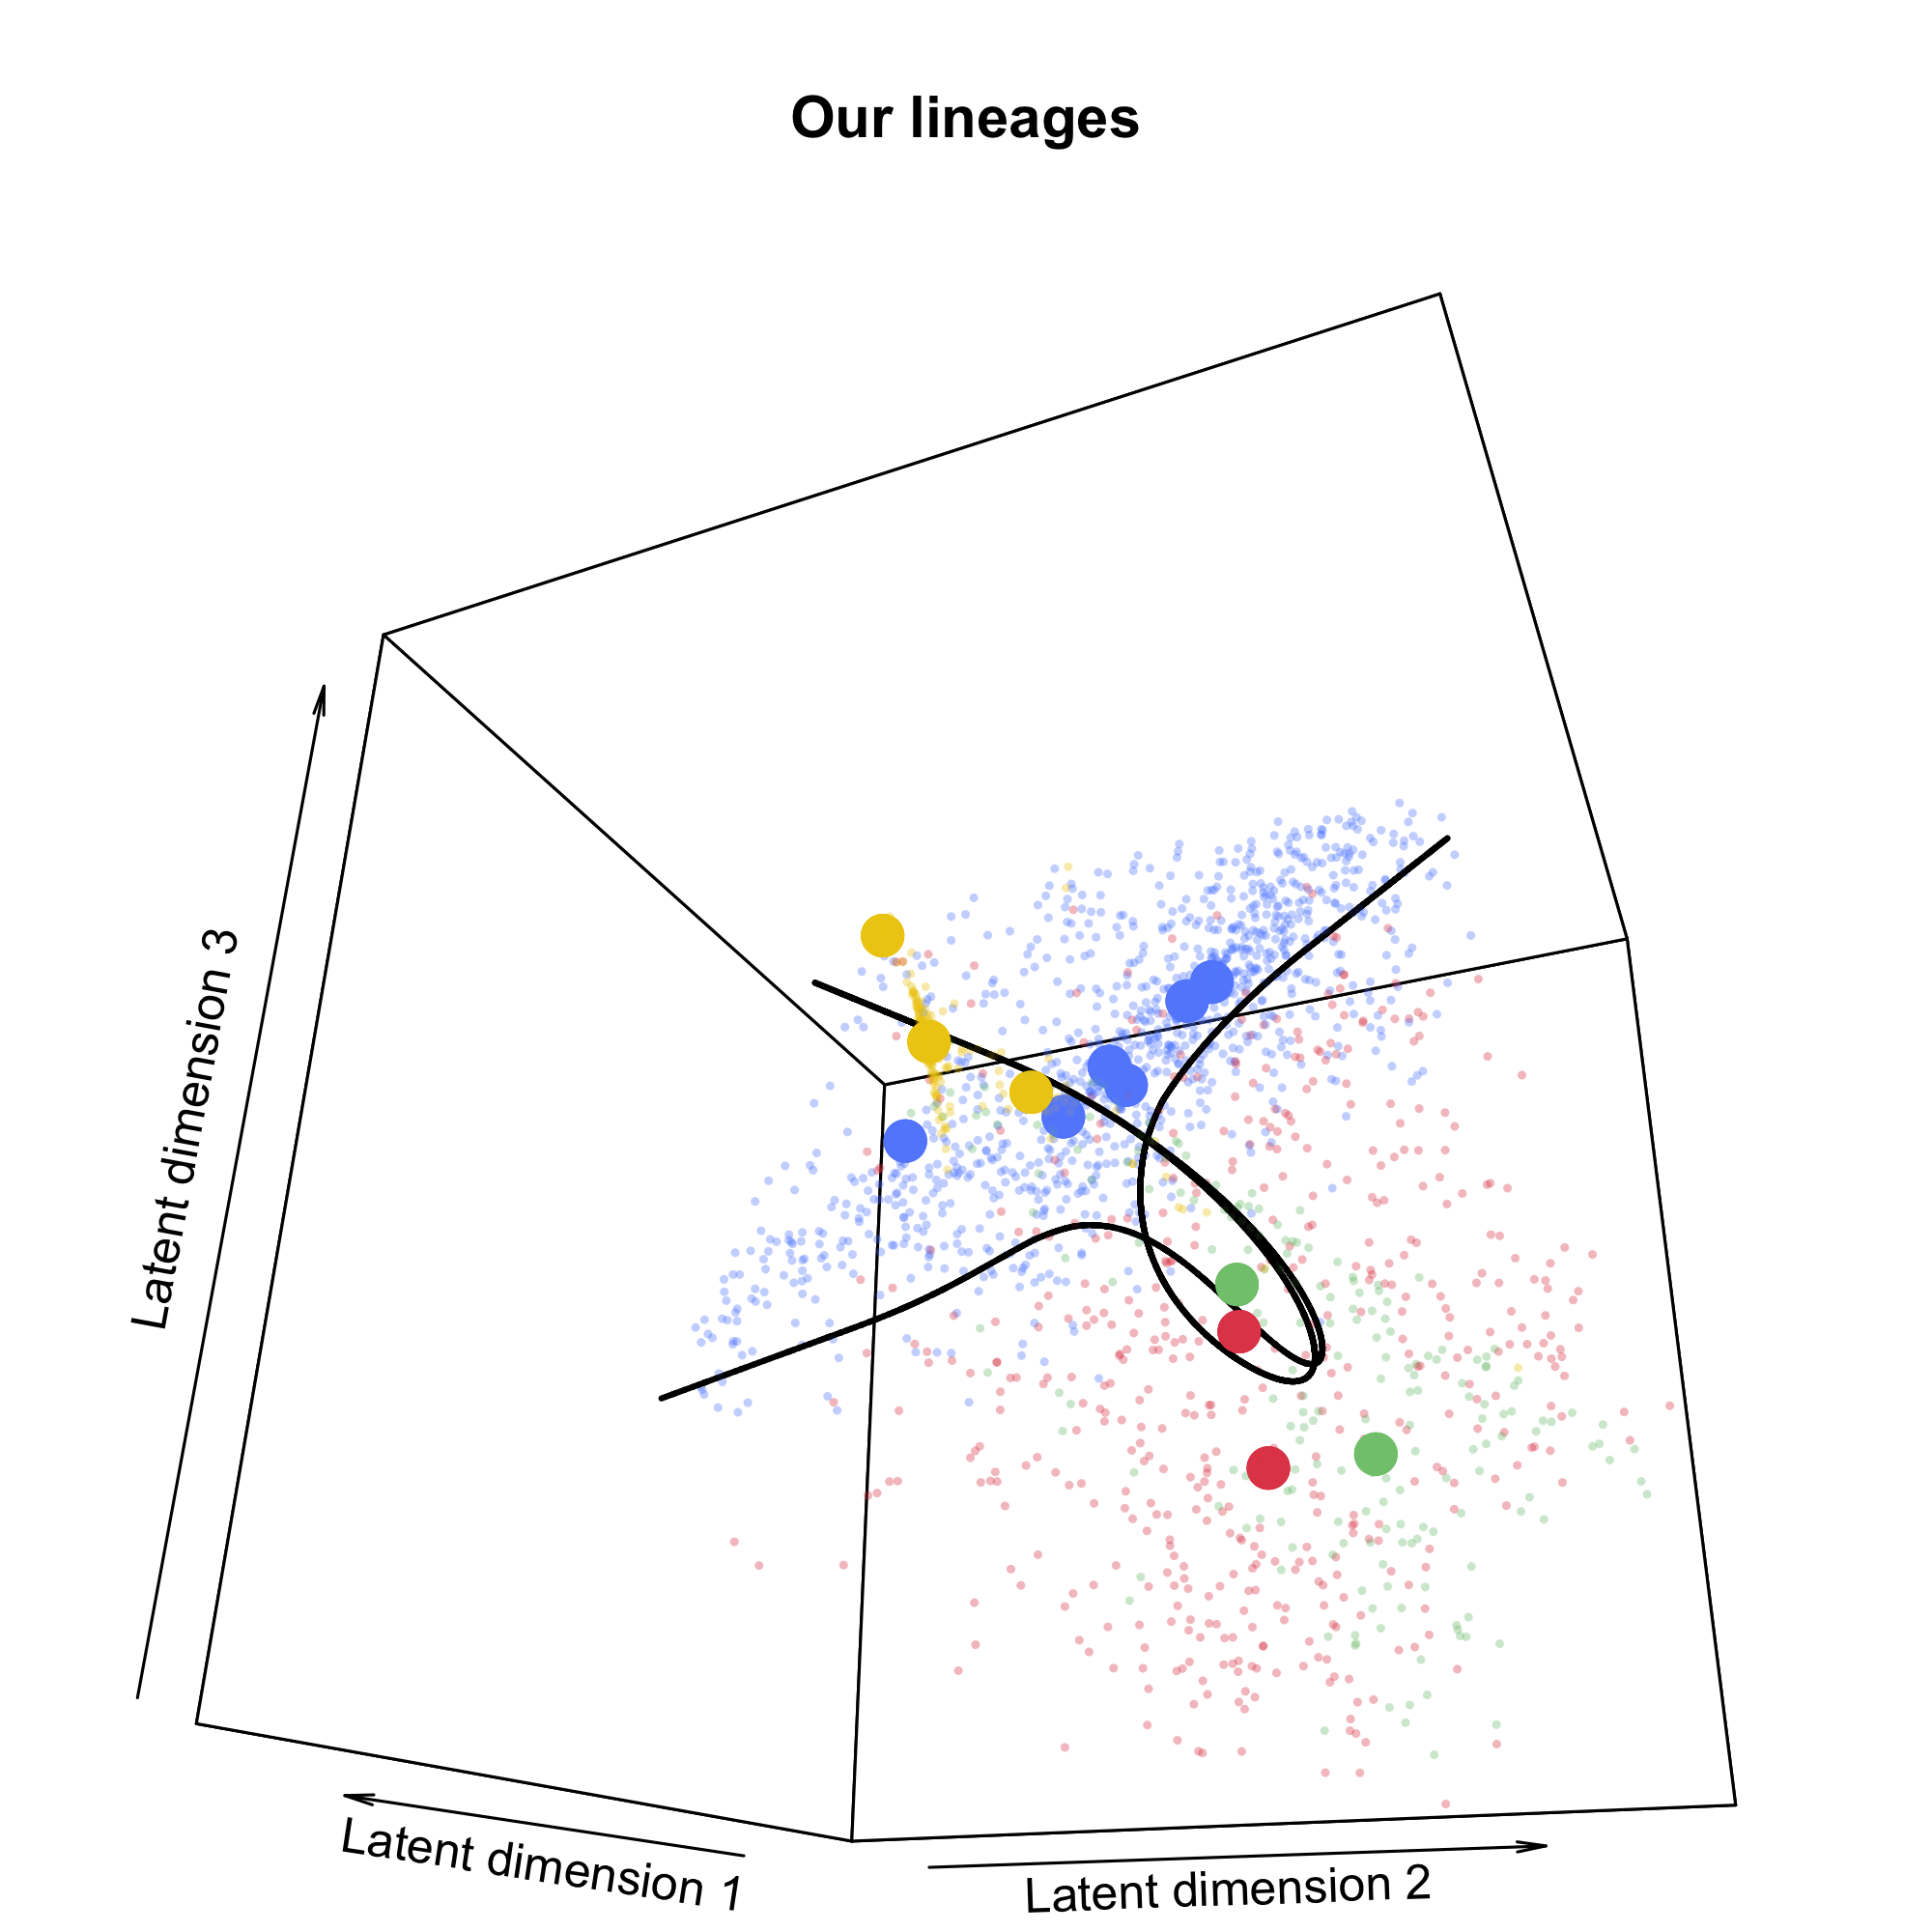 Our lineages
Latent dimension 3
Latent dimension 1
Latent dimension 2